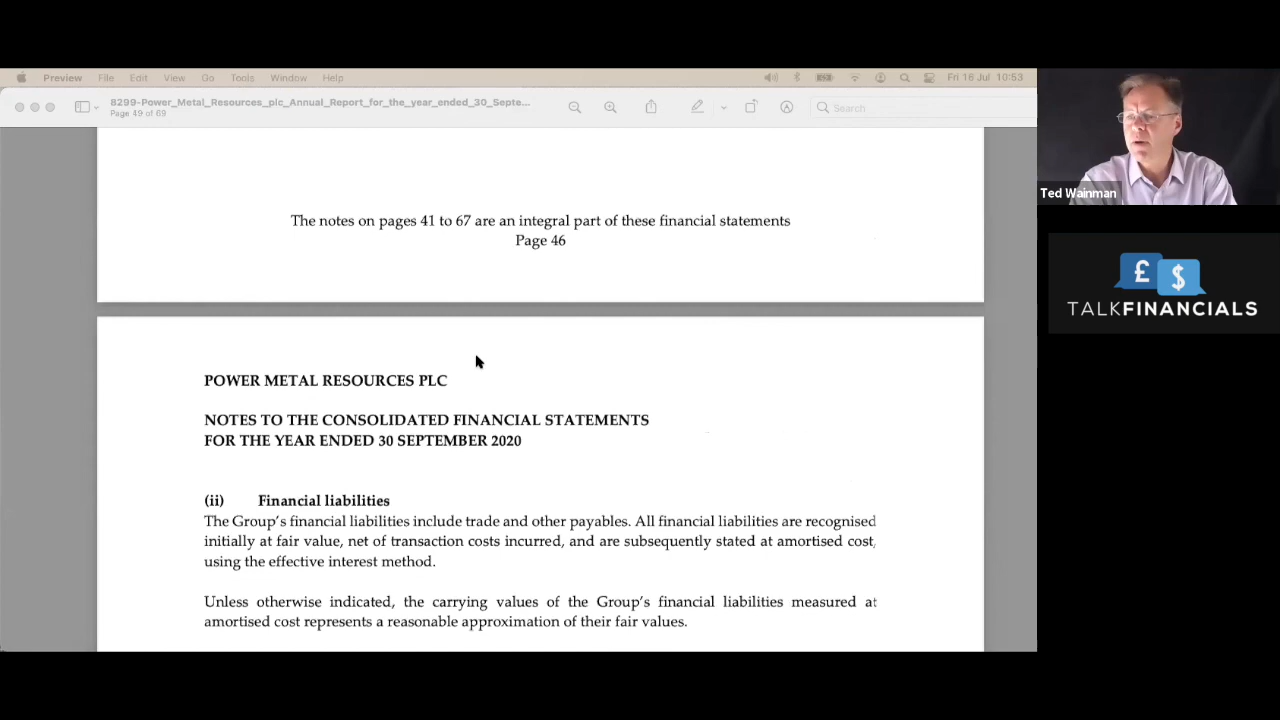 Preview File Edit View Go Tools Window Help Fri 18 Jul 10:53
8299-Power_Metal_Resources_plc_Annual_Report_for_the_year_ended_30_Septe...
Page 49 of 69
Search
Ted Wainman
£ $
TALKFINANCIALS
The notes on pages 41 to 67 are an integral part of these financial statements
Page 46
POWER METAL RESOURCES PLC
NOTES TO THE CONSOLIDATED FINANCIAL STATEMENTS
FOR THE YEAR ENDED 30 SEPTEMBER 2020
(ii) Financial liabilities
The Group's financial liabilities include trade and other payables. All financial liabilities are recognised
initially at fair value, net of transaction costs incurred, and are subsequently stated at amortised cost,
using the effective interest method.
Unless otherwise indicated, the carrying values of the Group's financial liabilities measured at
amortised cost represents a reasonable approximation of their fair values.